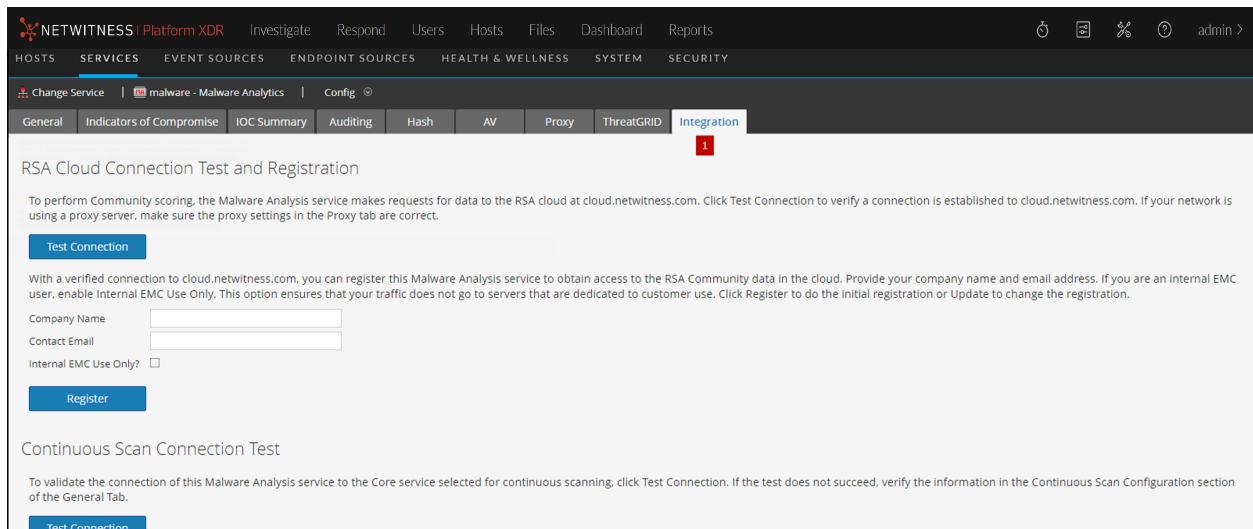 NETWITNESS | Platform XDR Investigate Respond Users Hosts Files Dashboard Reports admin >
HOSTS SERVICES EVENT SOURCES ENDPOINT SOURCES HEALTH & WELLNESS SYSTEM SECURITY
Change Service | malware - Malware Analytics | Config
General Indicators of Compromise IOC Summary Auditing Hash AV Proxy ThreatGRID Integration
1
RSA Cloud Connection Test and Registration
To perform Community scoring, the Malware Analysis service makes requests for data to the RSA cloud at cloud.netwitness.com. Click Test Connection to verify a connection is established to cloud.netwitness.com. If your network is
using a proxy server, make sure the proxy settings in the Proxy tab are correct.
Test Connection
With a verified connection to cloud.netwitness.com, you can register this Malware Analysis service to obtain access to the RSA Community data in the cloud. Provide your company name and email address. If you are an internal EMC
user, enable Internal EMC Use Only. This option ensures that your traffic does not go to servers that are dedicated to customer use. Click Register to do the initial registration or Update to change the registration.
Company Name
Contact Email
Internal EMC Use Only?
Register
Continuous Scan Connection Test
To validate the connection of this Malware Analysis service to the Core service selected for continuous scanning, click Test Connection. If the test does not succeed, verify the information in the Continuous Scan Configuration section
of the General Tab.
Test Connection